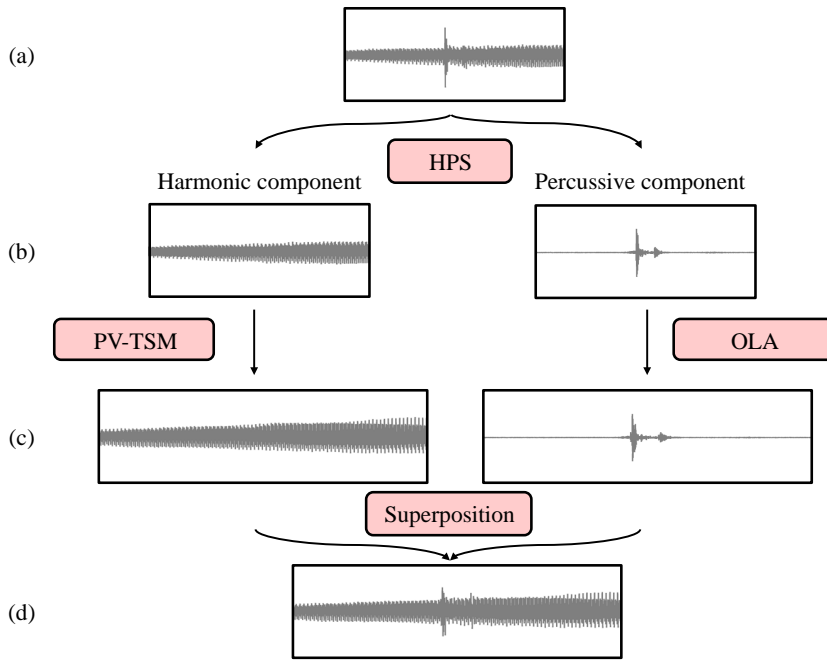 (a)
HPS
Harmonic component
Percussive component
(b)
PV-TSM
OLA
(c)
Superposition
(d)